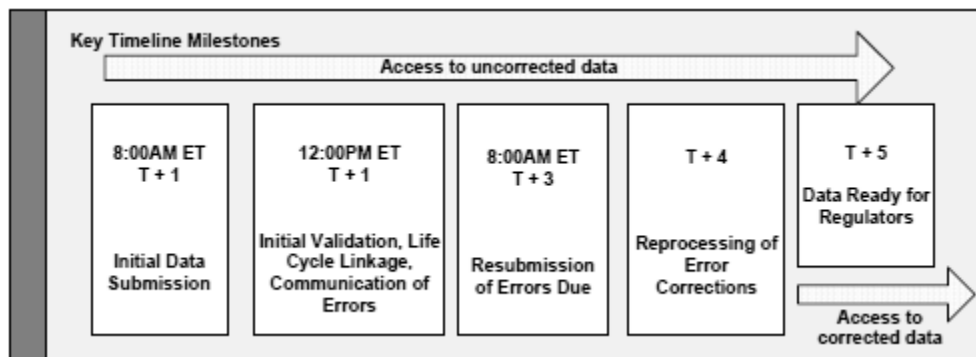 Key Timeline Milestones
Access to uncorrected data
8:00AM ET
T + 1
Initial Data
Submission
12:00PM ET
T + 1
Initial Validation, Life
Cycle Linkage,
Communication of
Errors
8:00AM ET
T + 3
Resubmission
of Errors Due
T + 4
Reprocessing of
Error
Corrections
T + 5
Data Ready for
Regulators
Access to
corrected data